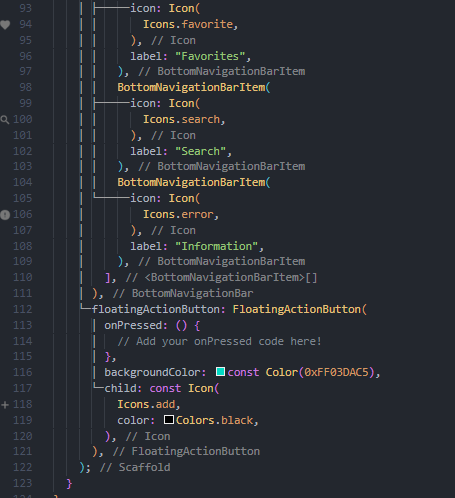 93 icon: Icon(
94 Icons.favorite,
95 ), // Icon
96 label: "Favorites",
97 ), // BottomNavigationBarItem
98 BottomNavigationBarItem(
99 icon: Icon(
100 Icons.search,
101 ), // Icon
102 label: "Search",
103 ), // BottomNavigationBarItem
104 BottomNavigationBarItem(
105 icon: Icon(
106 Icons.error,
107 ), // Icon
108 label: "Information",
109 ), // BottomNavigationBarItem
110 ], // <BottomNavigationBarItem>[]
111 ), // BottomNavigationBar
112 floatingActionButton: FloatingActionButton(
113 onPressed: () {
114 // Add your onPressed code here!
115 },
116 backgroundColor: const Color(0xFF03DAC5),
117 child: const Icon(
118 Icons.add,
119 color: Colors.black,
120 ), // Icon
121 ), // FloatingActionButton
122 ); // Scaffold
123 }